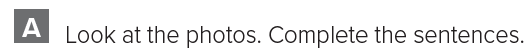 A Look at the photos. Complete the sentences.